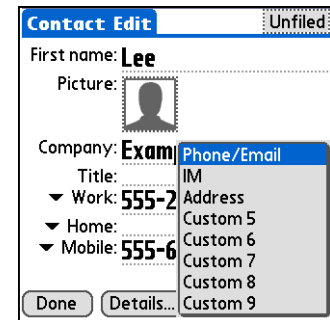 Contact Edit Unfiled
First name: Lee
Picture:
Company: Exam
Title:
Work: 555-2
Home:
Mobile: 555-6
Done Details...
Phone/Email
IM
Address
Custom 5
Custom 6
Custom 7
Custom 8
Custom 9